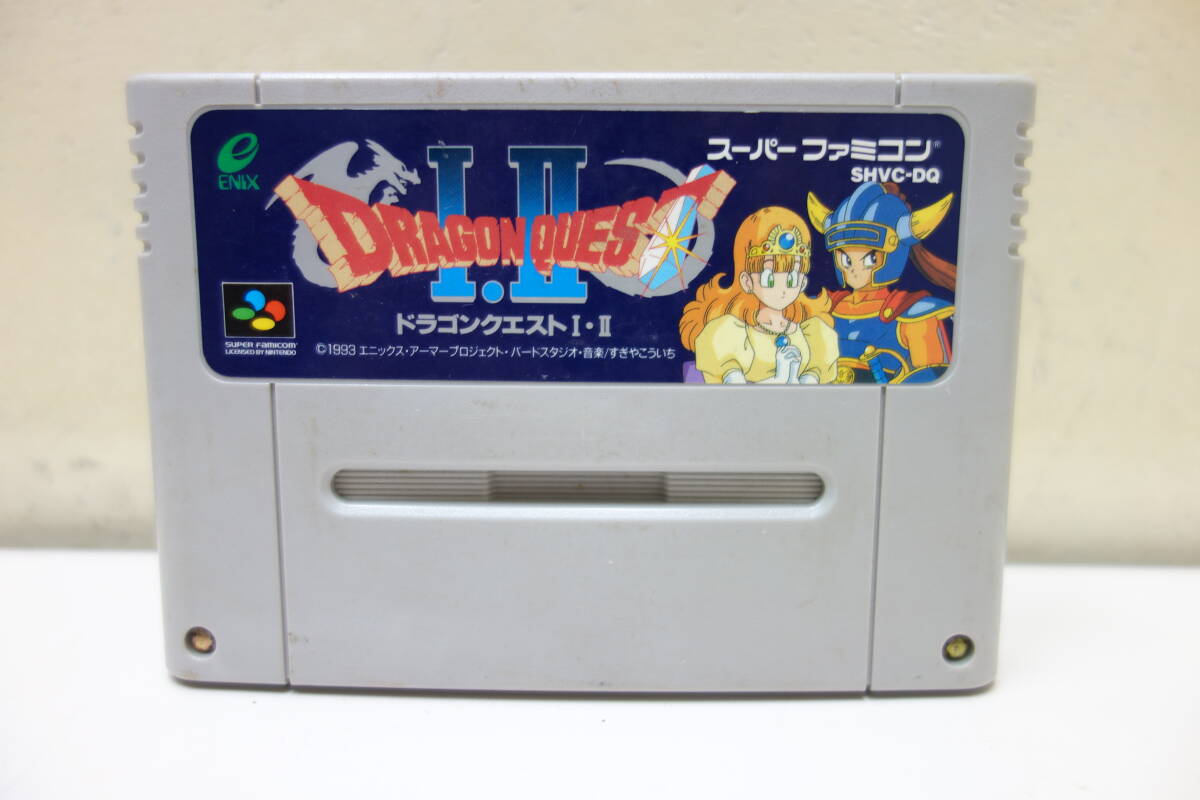 ENIX
I.II
DRAGON QUEST
スーパーファミコン®
SHVC-DQ
ドラゴンクエストI・II
SUPER FAMICOM
LICENSED BY NINTENDO
©1993 エニックス・アーマープロジェクト・バードスタジオ・音楽/すぎやこういち